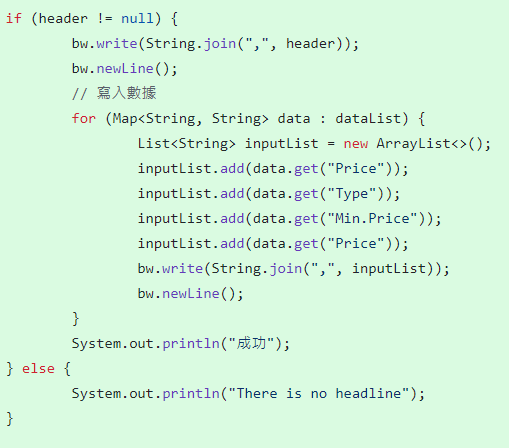 if (header != null) {
bw.write(String.join(",", header));
bw.newLine();
// 寫入數據
for (Map<String, String> data : dataList) {
List<String> inputList = new ArrayList<>();
inputList.add(data.get("Price"));
inputList.add(data.get("Type"));
inputList.add(data.get("Min.Price"));
inputList.add(data.get("Price"));
bw.write(String.join(",", inputList));
bw.newLine();
}
System.out.println("成功");
} else {
System.out.println("There is no headline");
}